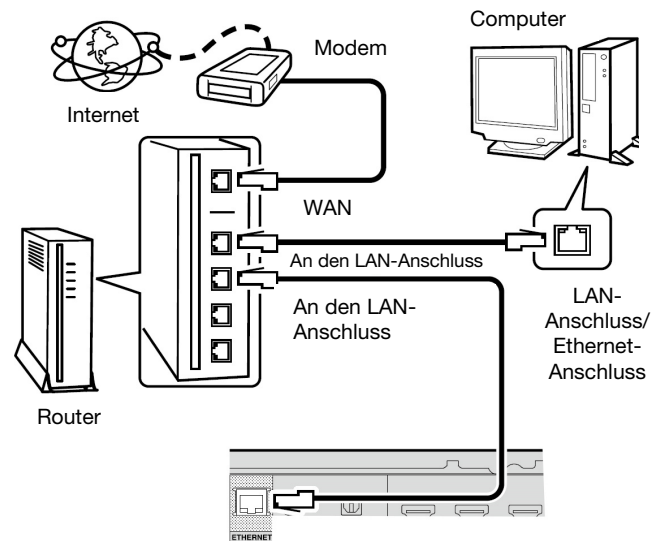 Computer
Modem
Internet
WAN
An den LAN-Anschluss
An den LAN-
Anschluss
LAN-
Anschluss/
Ethernet-
Anschluss
Router
ETHERNET